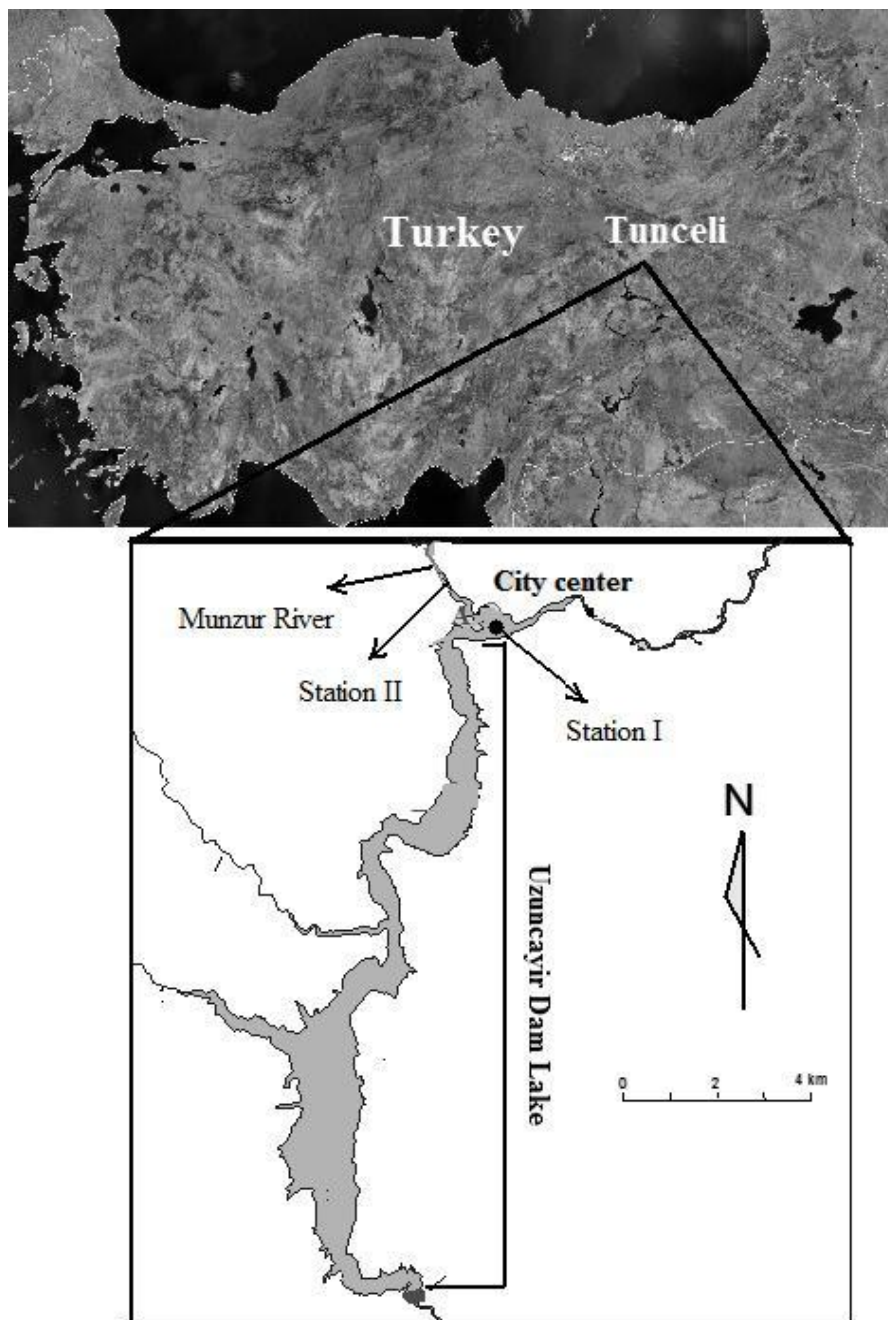 Turkey
Tunceli
City center
Munzur River
Station II
Station I
N
Uzuncayir Dam Lake
0 2 4 km